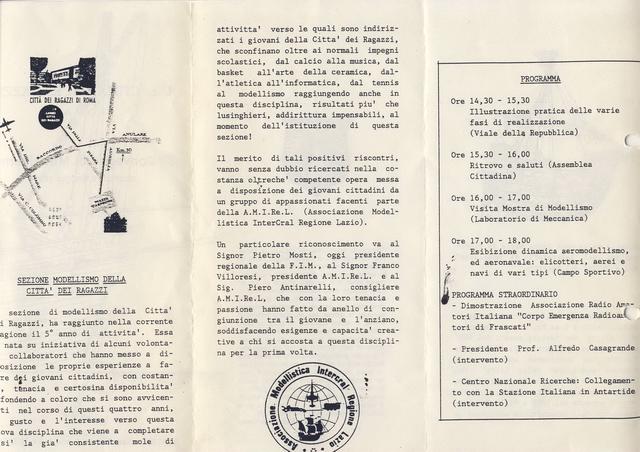 CITTÀ DEI RAGAZZI DI ROMA
ANULARE
RACCORDO
Km 50
SEZIONE MODELLISMO DELLA
CITTA' DEI RAGAZZI
sezione di modellismo della Citta'
i Ragazzi, ha raggiunto nella corrente
agione il 5° anno di attivita'. Essa
nata su iniziativa di alcuni volonta-
collaboratori che hanno messo a di-
osizione le proprie esperienze a fa-
re dei giovani cittadini, con costan-
, tenacia e certosina disponibilita'
fondendo a coloro che si sono avvicen-
ti nel corso di questi quattro anni,
gusto e l'interesse verso questa
ova disciplina che viene a completare
si' la gia' consistente mole di
attivitta' verso le quali sono indiriz-
zati i giovani della Citta' dei Ragazzi,
che sconfinano oltre ai normali impegni
scolastici, dal calcio alla musica, dal
basket all'arte della ceramica, dal-
l'atletica all'informatica, dal tennis
al modellismo raggiungendo anche in
questa disciplina, risultati piu' che
lusinghieri, addirittura impensabili, al
momento dell'istituzione di questa
sezione!
Il merito di tali positivi riscontri,
vanno senza dubbio ricercati nella co-
stanza oltreche' competente opera messa
a disposizione dei giovani cittadini da
un gruppo di appassionati facenti parte
della A.M.IRe.L. (Associazione Model-
listica InterCral Regione Lazio).
Un particolare riconoscimento va al
Signor Pietro Mosti, oggi presidente
regionale della F.I.M., al Signor Franco
Villoresi, presidente A.M.IRe.L. e al
Sig. Piero Antinarelli, consigliere
A.M.IRe.L, che con la loro tenacia e
passione hanno fatto da anello di con-
giunzione tra il giovane e l'anziano,
soddisfacendo esigenze e capacita' crea-
tive a chi si accosta a questa discipli-
na per la prima volta.
Associazione Modellistica Intercral Regione Lazio
PROGRAMMA
Ore 14,30 - 15,30
Illustrazione pratica delle varie
fasi di realizzazione
(Viale della Repubblica)
Ore 15,30 - 16,00
Ritrovo e saluti (Assemblea
Cittadina)
Ore 16,00 - 17,00
Visita Mostra di Modellismo
(Laboratorio di Meccanica)
Ore 17,00 - 18,00
Esibizione dinamica aeromodellismo,
ed aeronavale: elicotteri, aerei e
navi di vari tipi (Campo Sportivo)
PROGRAMMA STRAORDINARIO
- Dimostrazione Associazione Radio Ama-
tori Italiana "Corpo Emergenza Radioama-
tori di Frascati"
- Presidente Prof. Alfredo Casagrande
(intervento)
- Centro Nazionale Ricerche: Collegamen-
to con la Stazione Italiana in Antartide
(intervento)